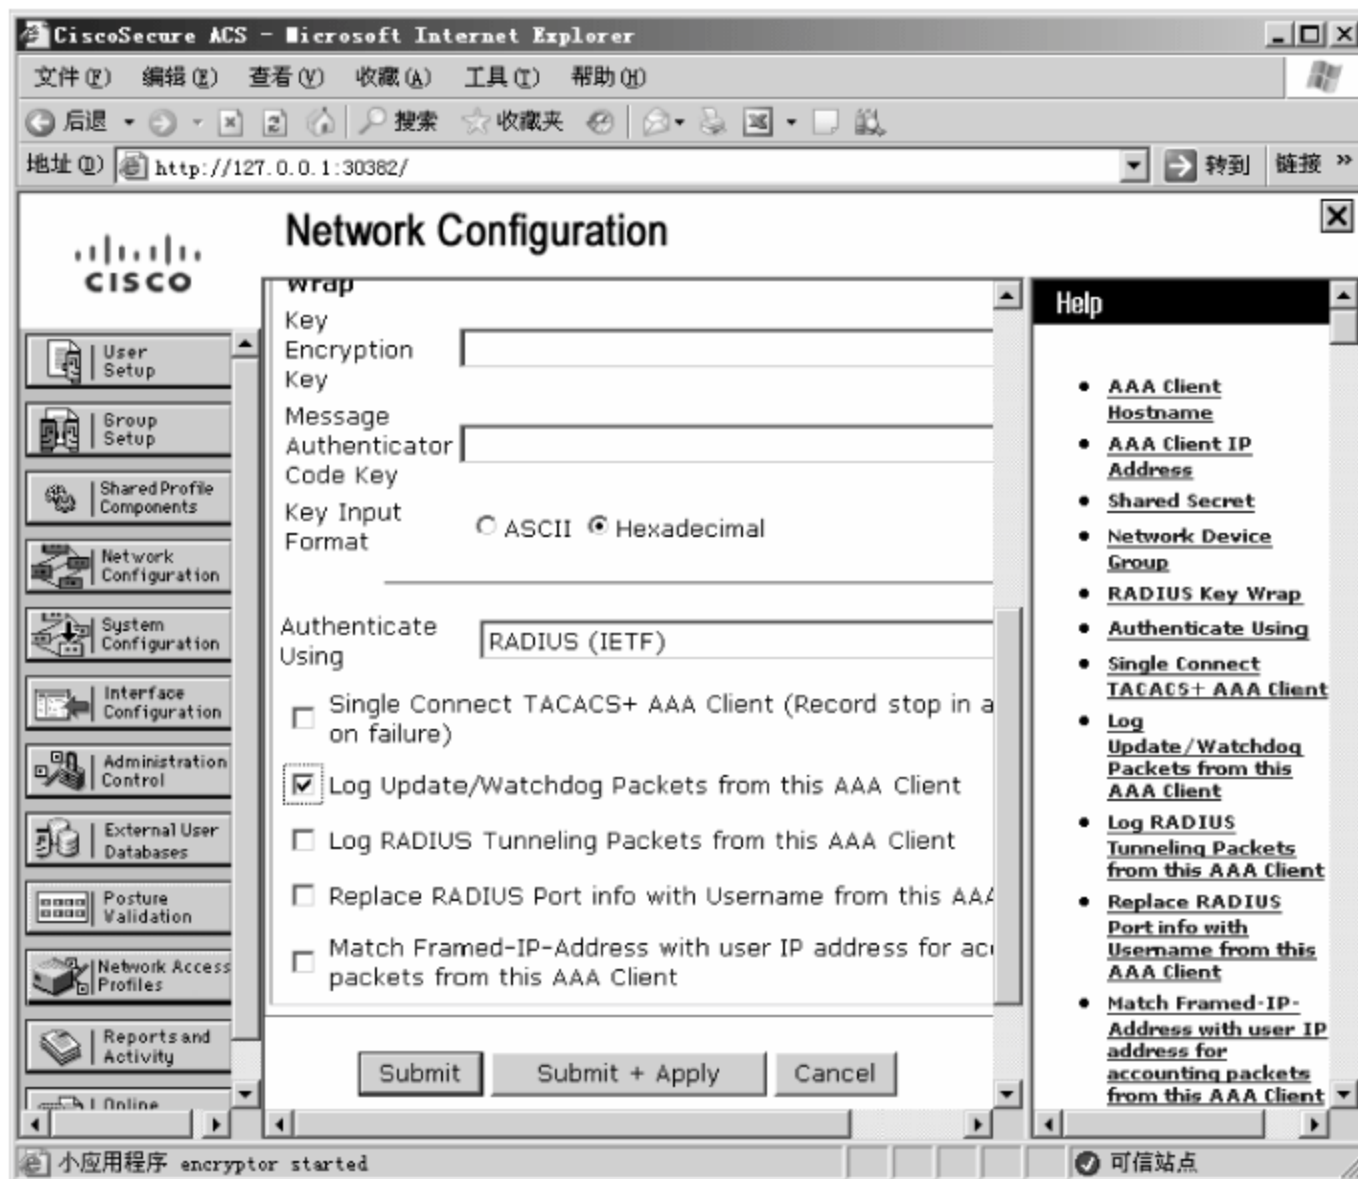 CiscoSecure ACS - Microsoft Internet Explorer
文件(F) 编辑(E) 查看(V) 收藏(A) 工具(T) 帮助(H)
后退 搜索 收藏夹
地址(D) http://127.0.0.1:30382/ 转到 链接 »
CISCO
Network Configuration
User
Setup
Group
Setup
Shared Profile
Components
Network
Configuration
System
Configuration
Interface
Configuration
Administration
Control
External User
Databases
Posture
Validation
Network Access
Profiles
Reports and
Activity
Online
Wrap
Key
Encryption
Key
Message
Authenticator
Code Key
Key Input
Format
ASCII Hexadecimal
Authenticate
Using
RADIUS (IETF)
Single Connect TACACS+ AAA Client (Record stop in a
on failure)
Log Update/Watchdog Packets from this AAA Client
Log RADIUS Tunneling Packets from this AAA Client
Replace RADIUS Port info with Username from this AAA
Match Framed-IP-Address with user IP address for acc
packets from this AAA Client
Submit Submit + Apply Cancel
Help
• AAA Client
Hostname
• AAA Client IP
Address
• Shared Secret
• Network Device
Group
• RADIUS Key Wrap
• Authenticate Using
• Single Connect
TACACS+ AAA Client
• Log
Update/Watchdog
Packets from this
AAA Client
• Log RADIUS
Tunneling Packets
from this AAA Client
• Replace RADIUS
Port info with
Username from this
AAA Client
• Match Framed-IP-
Address with user IP
address for
accounting packets
from this AAA Client
小应用程序 encryptor started
可信站点